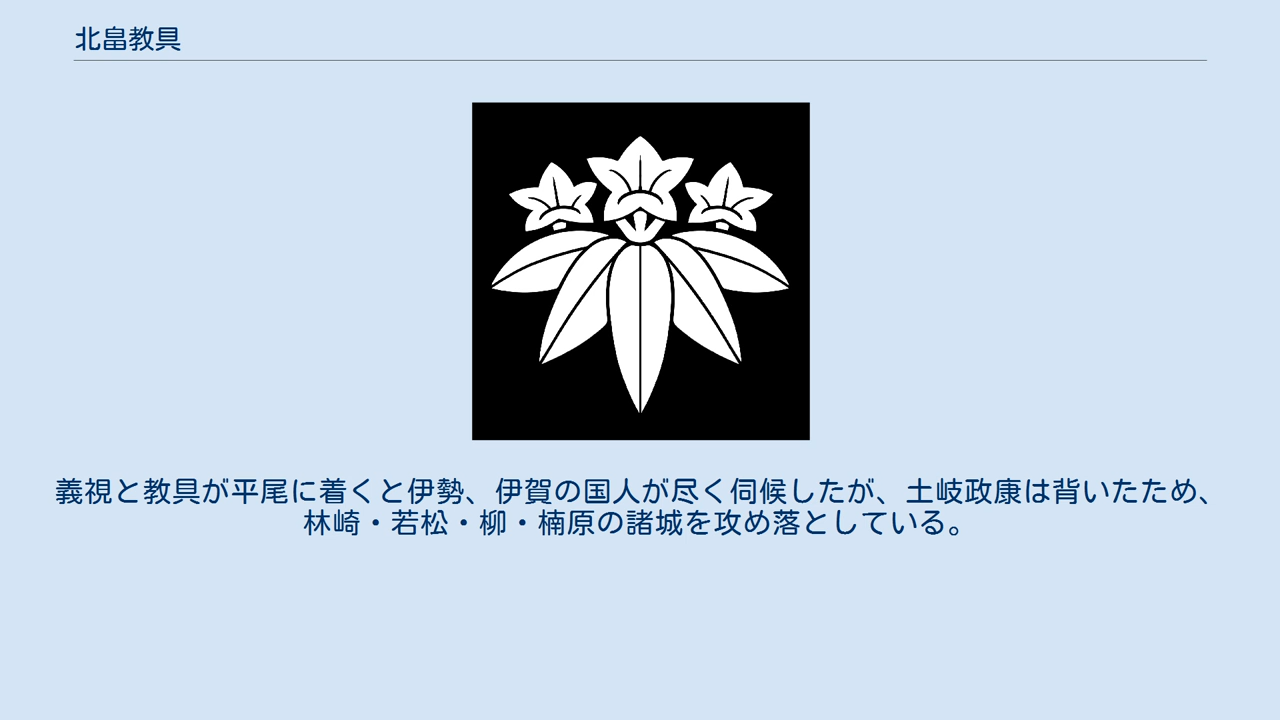 北畠教具
義視と教具が平尾に着くと伊勢、伊賀の国人が尽く伺候したが、土岐政康は背いたため、
林崎・若松・柳・楠原の諸城を攻め落としている。